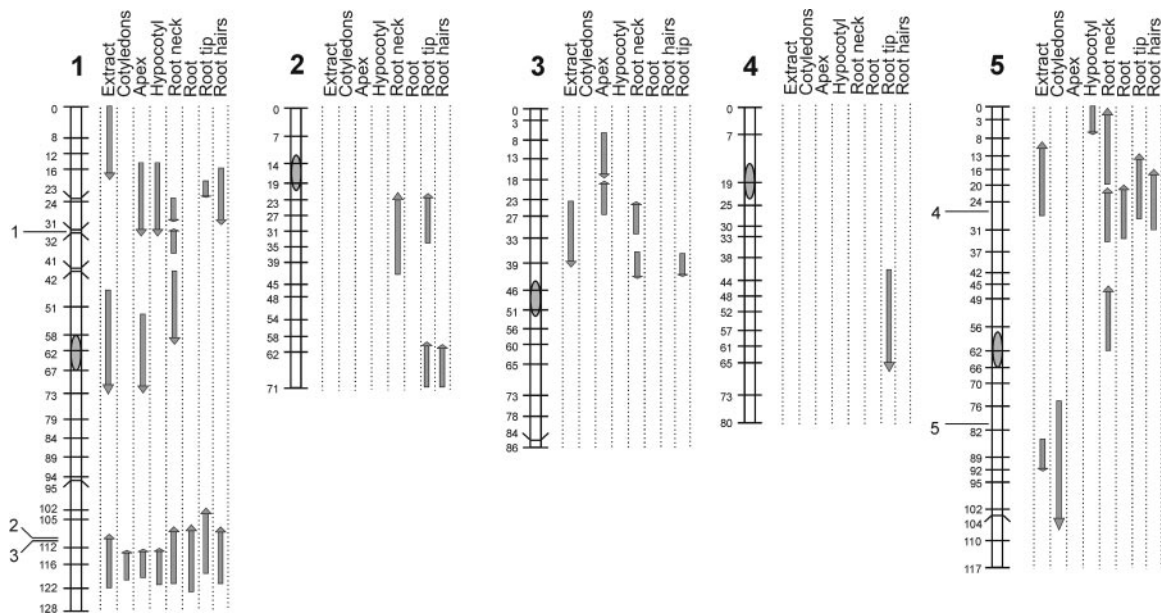 1
Extract
Cotyledons
Apex
Hypocotyl
Root neck
Root
Root tip
Root hairs
0
8
12
16
23
24
31
32
41
42
51
58
62
67
73
79
84
89
94
95
102
105
112
116
122
128
1
2
3
2
Extract
Cotyledons
Apex
Hypocotyl
Root neck
Root
Root tip
Root hairs
0
7
14
19
23
27
31
35
39
45
48
54
58
62
71
3
Extract
Cotyledons
Apex
Hypocotyl
Root neck
Root
Root hairs
Root tip
0
3
8
13
18
23
27
33
39
46
51
56
60
66
73
78
84
86
4
Extract
Cotyledons
Apex
Hypocotyl
Root neck
Root
Root tip
Root hairs
0
7
19
25
30
33
38
44
48
52
57
61
65
73
80
5
Extract
Cotyledons
Apex
Hypocotyl
Root neck
Root
Root tip
Root hairs
0
3
8
13
16
20
24
31
37
42
45
49
56
62
66
70
76
82
89
92
95
102
104
110
117
4
5